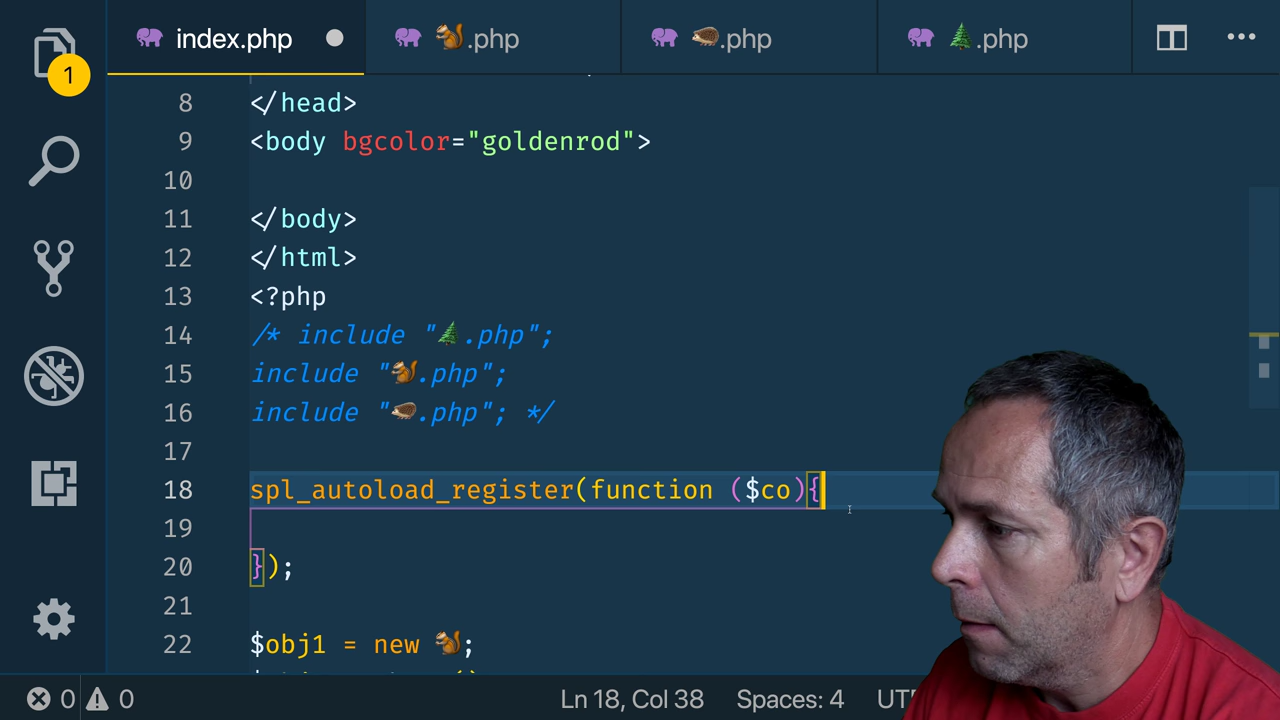 index.php 🐿️.php 🦔.php 🌲.php
1
8 </head>
9 <body bgcolor="goldenrod">
10
11 </body>
12 </html>
13 <?php
14 /* include "🌲.php";
15 include "🐿️.php";
16 include "🦔.php"; */
17
18 spl_autoload_register(function ($co){
19
20 });
21
22 $obj1 = new 🐿️;
0 0 Ln 18, Col 38 Spaces: 4